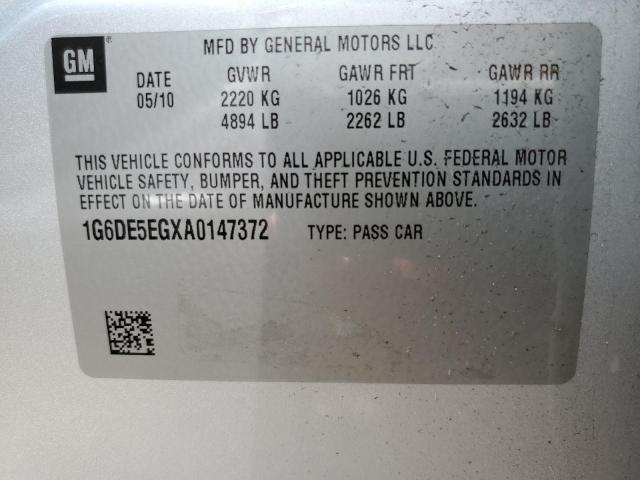 GM
®
MFD BY GENERAL MOTORS LLC
DATE GVWR GAWR FRT GAWR RR
05/10 2220 KG 1026 KG 1194 KG
4894 LB 2262 LB 2632 LB
THIS VEHICLE CONFORMS TO ALL APPLICABLE U.S. FEDERAL MOTOR
VEHICLE SAFETY, BUMPER, AND THEFT PREVENTION STANDARDS IN
EFFECT ON THE DATE OF MANUFACTURE SHOWN ABOVE.
1G6DE5EGXA0147372 TYPE: PASS CAR